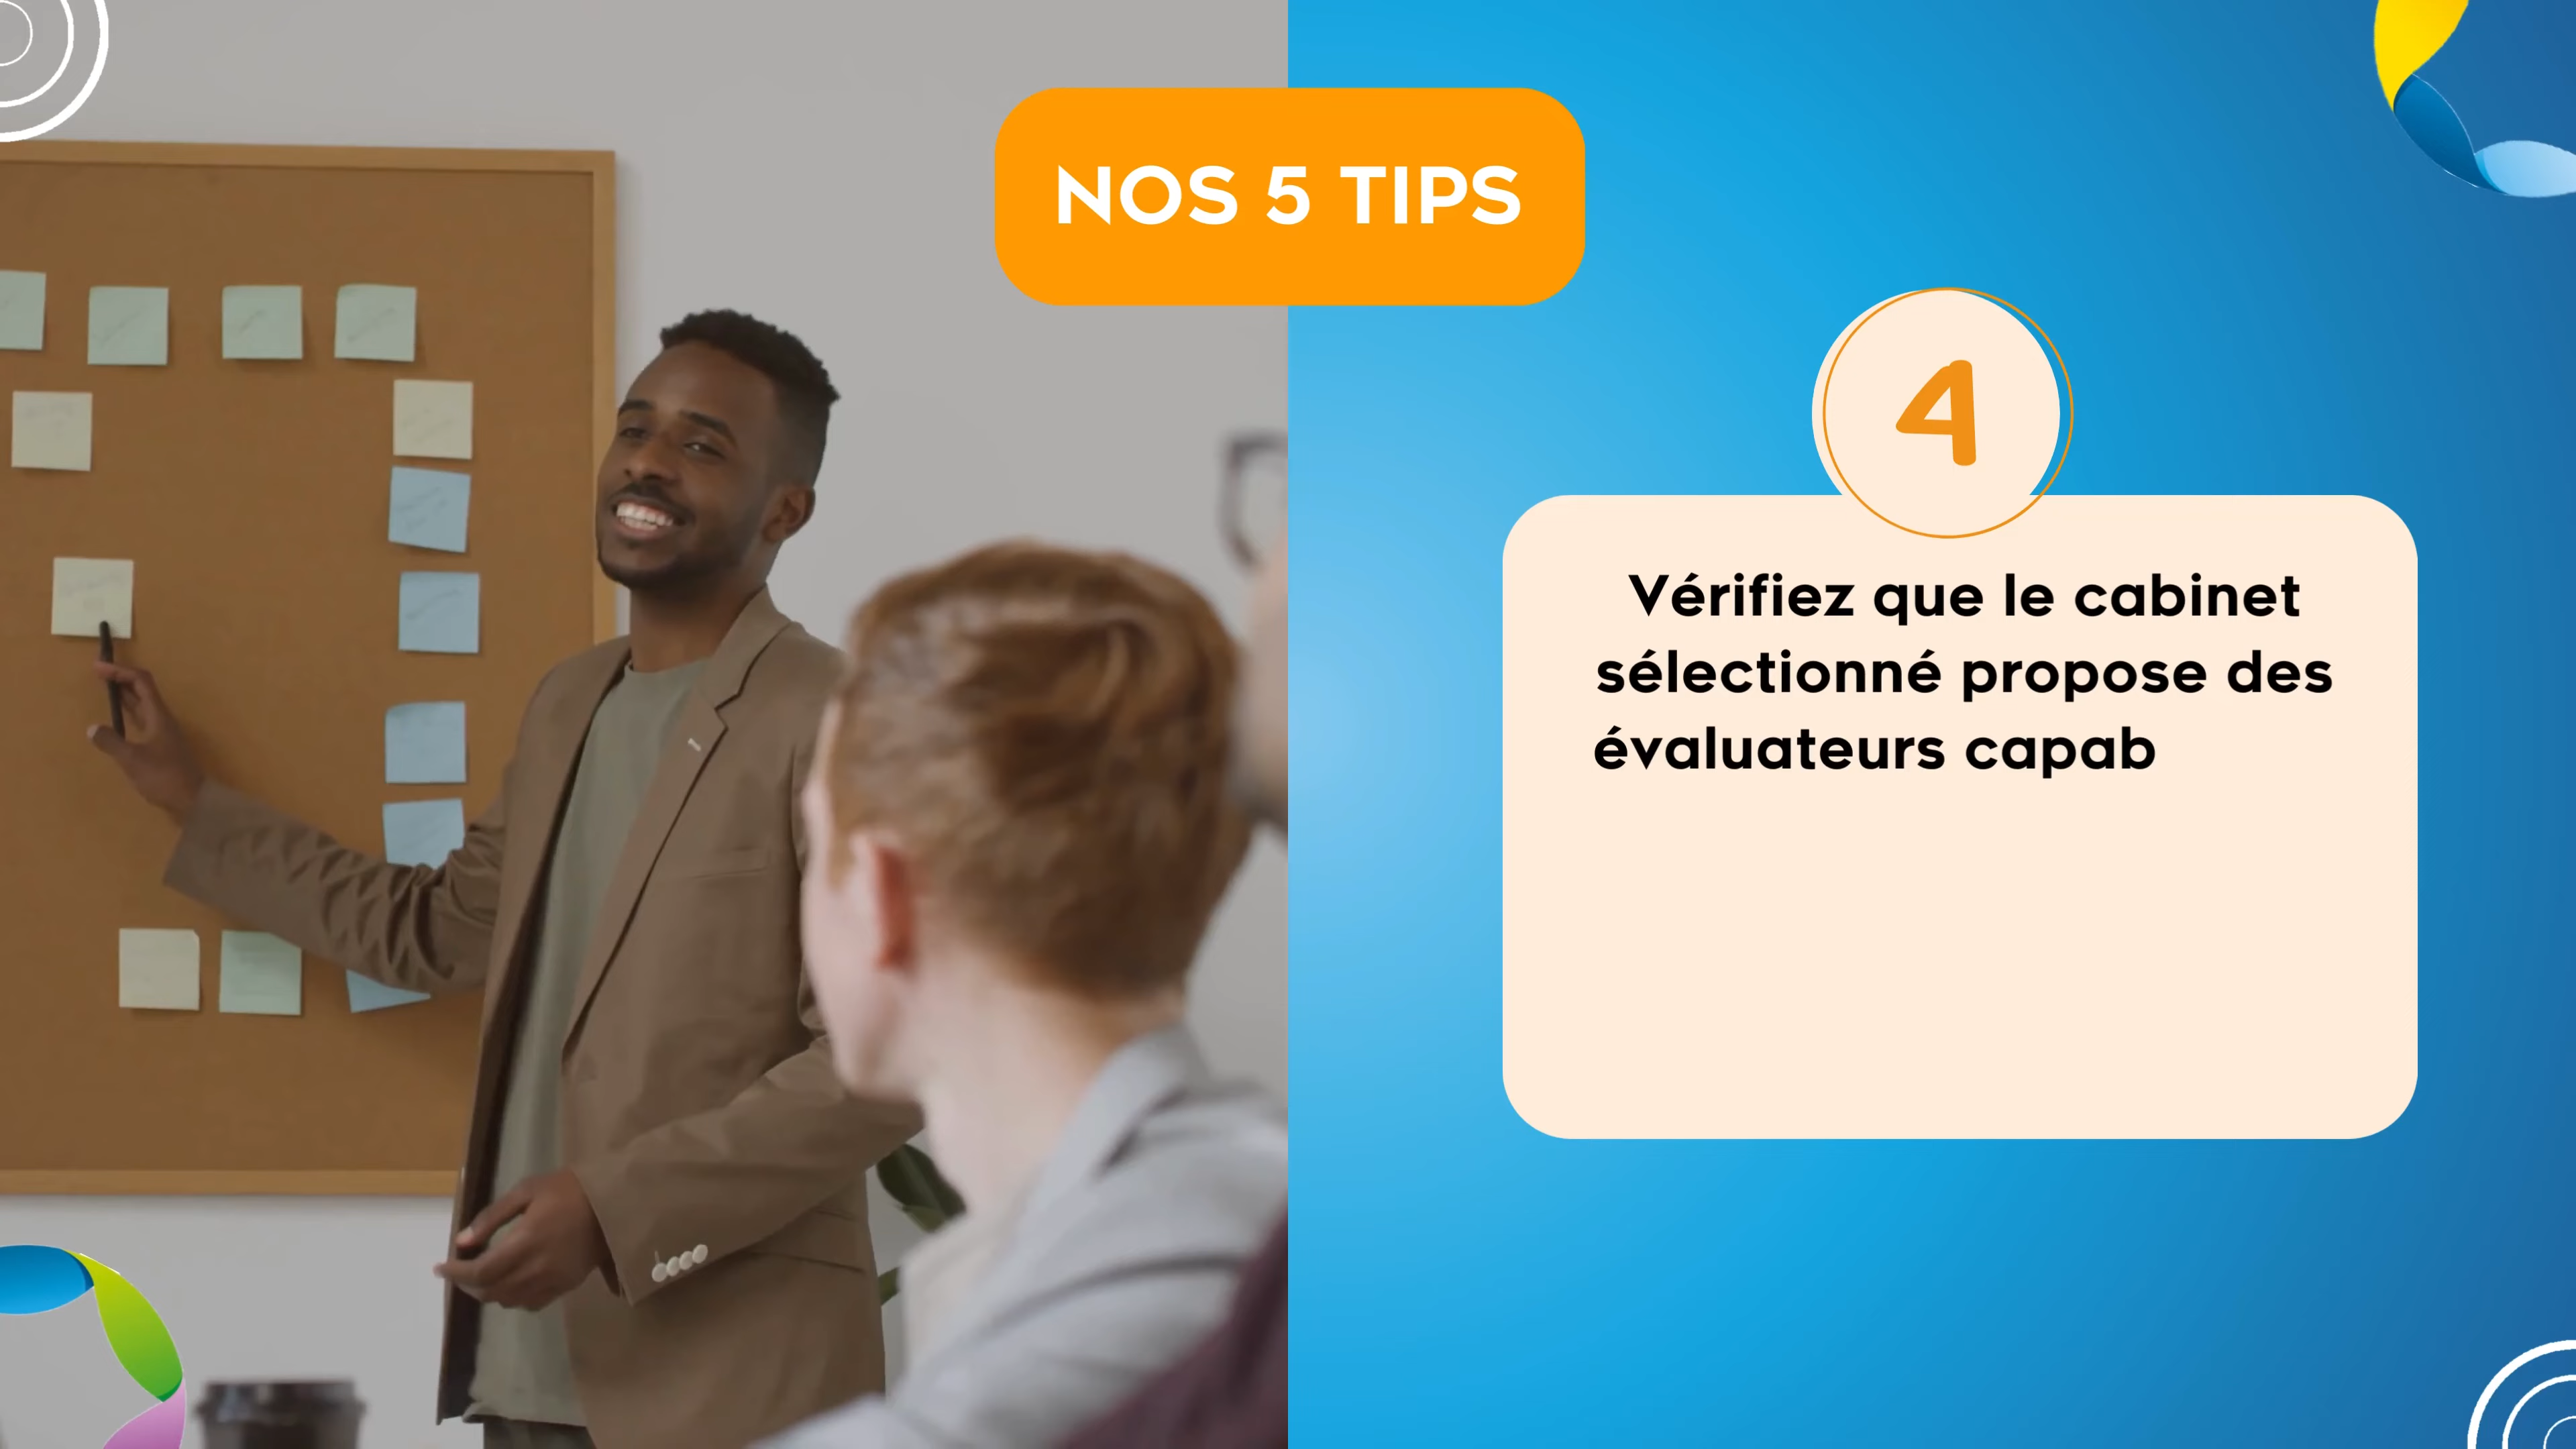 NOS 5 TIPS
4
Vérifiez que le cabinet
sélectionné propose des
évaluateurs capab